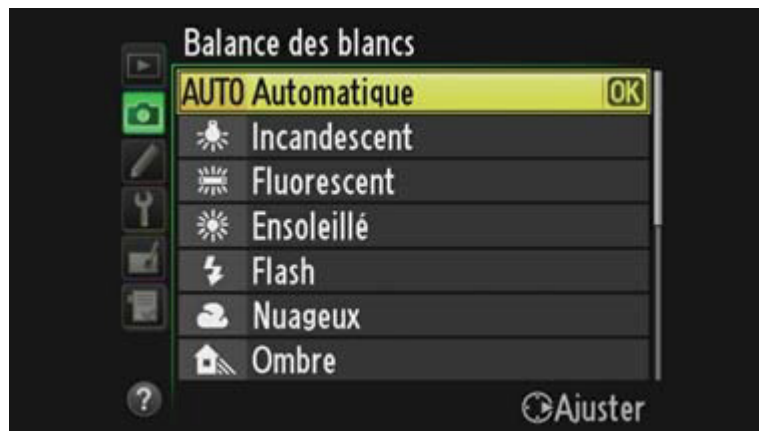 Balance des blancs
AUTO Automatique OK
Incandescent
Fluorescent
Ensoleillé
Flash
Nuageux
Ombre
? Ajuster